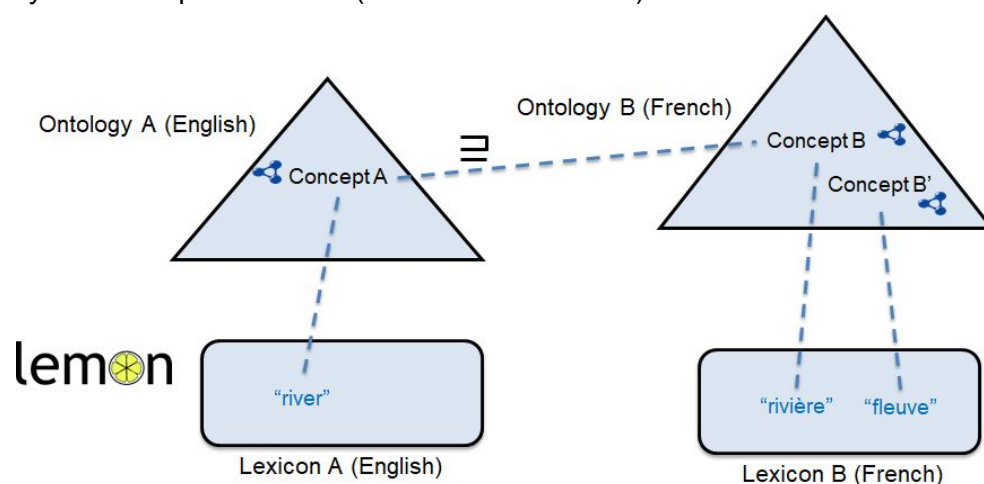 Ontology A (English)
Ontology B (French)
⊒
Concept A
Concept B
Concept B’
lemon
“river”
“rivière” “fleuve”
Lexicon A (English)
Lexicon B (French)